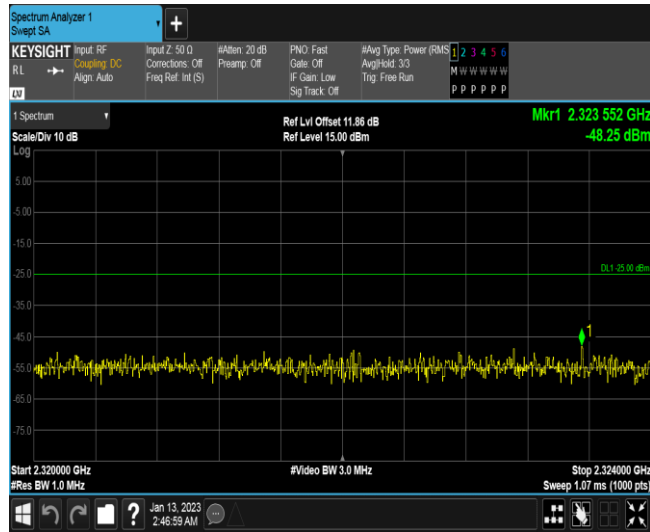 Spectrum Analyzer 1
Swept SA
+
KEYSIGHT
RL
LXI
Input: RF
Coupling: DC
Align: Auto
Input Z: 50 Ω
Corrections: Off
Freq Ref: Int (S)
#Atten: 20 dB
Preamp: Off
PNO: Fast
Gate: Off
IF Gain: Low
Sig Track: Off
#Avg Type: Power (RMS
Avg|Hold: 3/3
Trig: Free Run
1 2 3 4 5 6
M W W W W W
P P P P P P
1 Spectrum
Scale/Div 10 dB
Ref Lvl Offset 11.86 dB
Ref Level 15.00 dBm
Mkr1 2.323 552 GHz
-48.25 dBm
Log
5.00
-5.00
-15.0
-25.0
DL1 -25.00 dBm
-35.0
-45.0
1
-55.0
-65.0
-75.0
Start 2.320000 GHz
#Res BW 1.0 MHz
#Video BW 3.0 MHz
Stop 2.324000 GHz
Sweep 1.07 ms (1000 pts)
?
Jan 13, 2023
2:46:59 AM